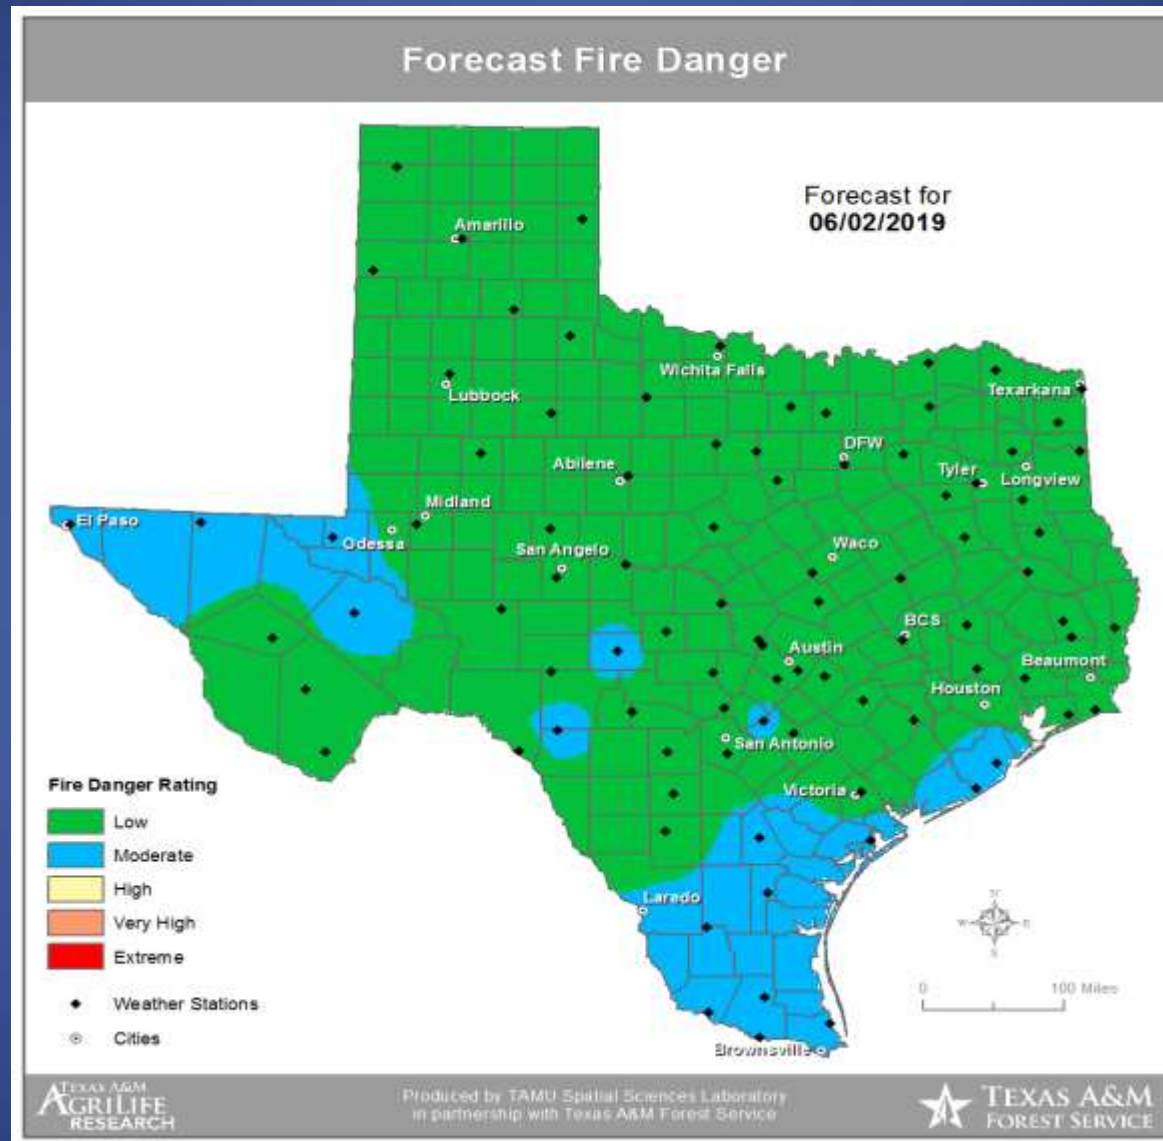 Forecast Fire Danger
Forecast for
06/02/2019
Amarillo
Wichita Falls
Lubbock
Texarkana
DFW
Abilene
Tyler
Longview
Midland
El Paso
Odessa
San Angelo
Waco
BCS
Austin
Beaumont
Houston
San Antonio
Victoria
Laredo
Brownsville
Fire Danger Rating
Low
Moderate
High
Very High
Extreme
Weather Stations
Cities
N
W E
S
0 100 Miles
TEXAS A&M
AGRILIFE
RESEARCH
Produced by TAMU Spatial Sciences Laboratory
in partnership with Texas A&M Forest Service
TEXAS A&M
FOREST SERVICE